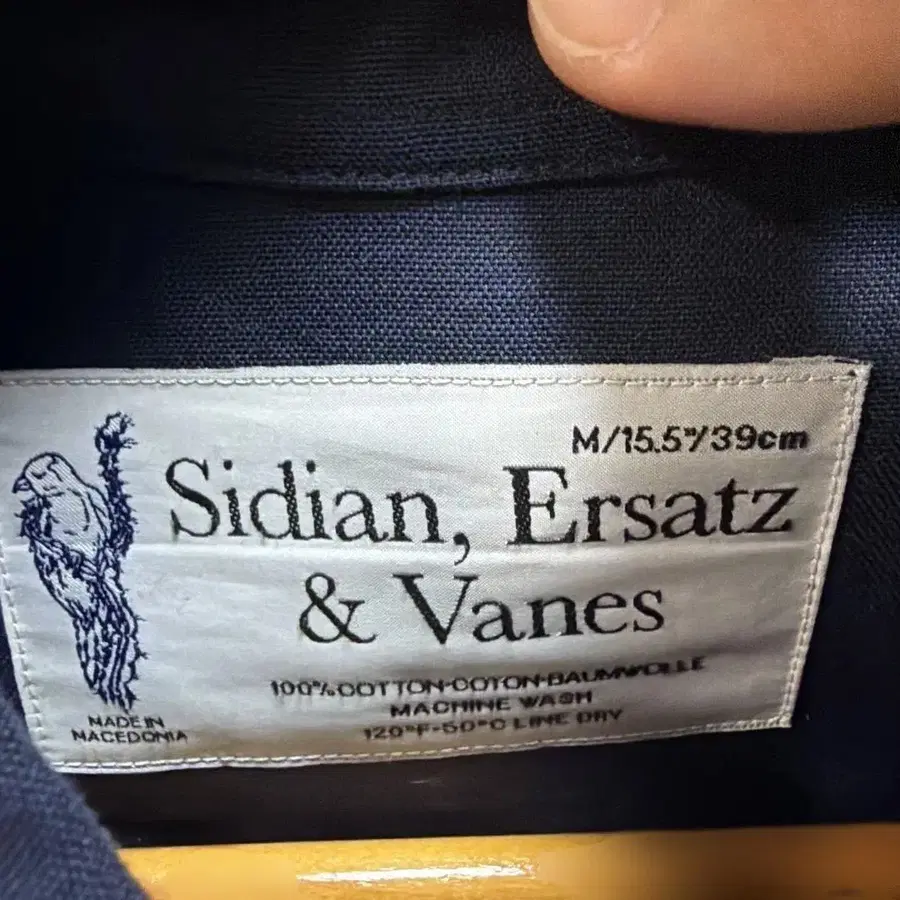 M/15.5"/39cm
Sidian, Ersatz
& Vanes
100%COTTON·COTON·BAUMWOLLE
MACHINE WASH
120°F-50°C LINE DRY
MADE IN
MACEDONIA